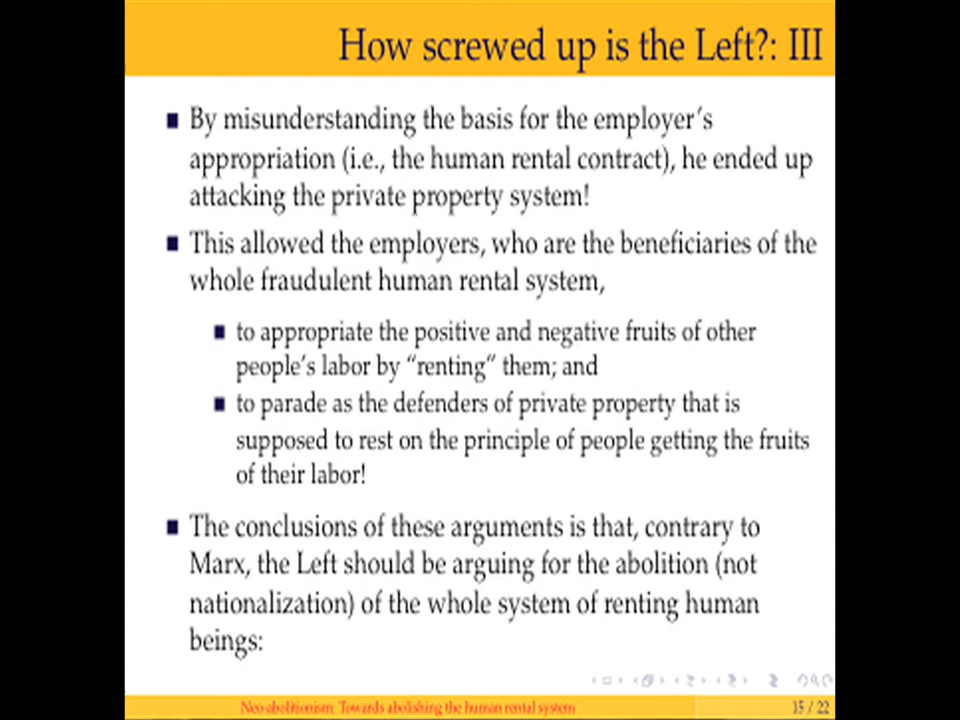 How screwed up is the Left?: III
By misunderstanding the basis for the employer's
appropriation (i.e., the human rental contract), he ended up
attacking the private property system!
This allowed the employers, who are the beneficiaries of the
whole fraudulent human rental system,
to appropriate the positive and negative fruits of other
people's labor by "renting" them; and
to parade as the defenders of private property that is
supposed to rest on the principle of people getting the fruits
of their labor!
The conclusions of these arguments is that, contrary to
Marx, the Left should be arguing for the abolition (not
nationalization) of the whole system of renting human
beings:
Neo-abolitionism: Towards abolishing the human rental system
15 / 22